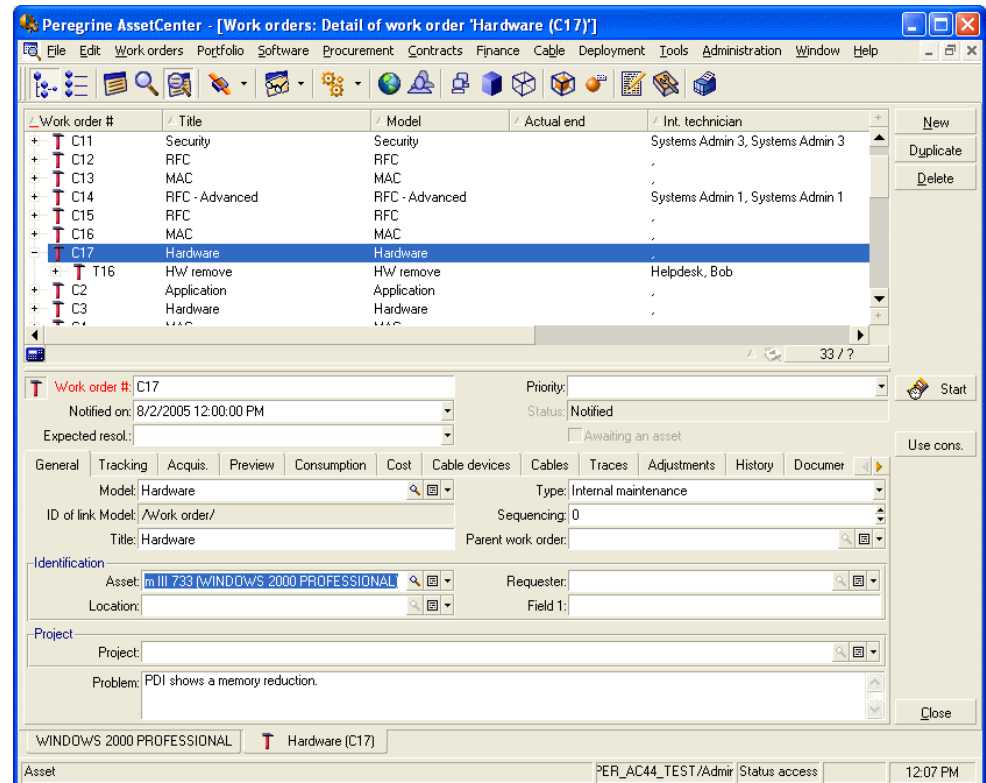 Peregrine AssetCenter - [Work orders: Detail of work order 'Hardware (C17)']
File Edit Work orders Portfolio Software Procurement Contracts Finance Cable Deployment Tools Administration Window Help
Work order # Title Model Actual end Int. technician
C11 Security Security Systems Admin 3, Systems Admin 3
C12 RFC RFC ,
C13 MAC MAC ,
C14 RFC - Advanced RFC - Advanced Systems Admin 1, Systems Admin 1
C15 RFC RFC ,
C16 MAC MAC ,
C17 Hardware Hardware ,
T16 HW remove HW remove Helpdesk, Bob
C2 Application Application ,
C3 Hardware Hardware ,
33 / ?
New
Duplicate
Delete
Work order #: C17 Priority:
Notified on: 8/2/2005 12:00:00 PM Status: Notified
Expected resol.: Awaiting an asset
Start
Use cons.
General Tracking Acquis. Preview Consumption Cost Cable devices Cables Traces Adjustments History Documer
Model: Hardware Type: Internal maintenance
ID of link Model: /Work order/ Sequencing: 0
Title: Hardware Parent work order:
Identification
Asset: m III 733 (WINDOWS 2000 PROFESSIONAL) Requester:
Location: Field 1:
Project
Project:
Problem: PDI shows a memory reduction.
Close
WINDOWS 2000 PROFESSIONAL Hardware (C17)
Asset PER_AC44_TEST/Admir Status access 12:07 PM